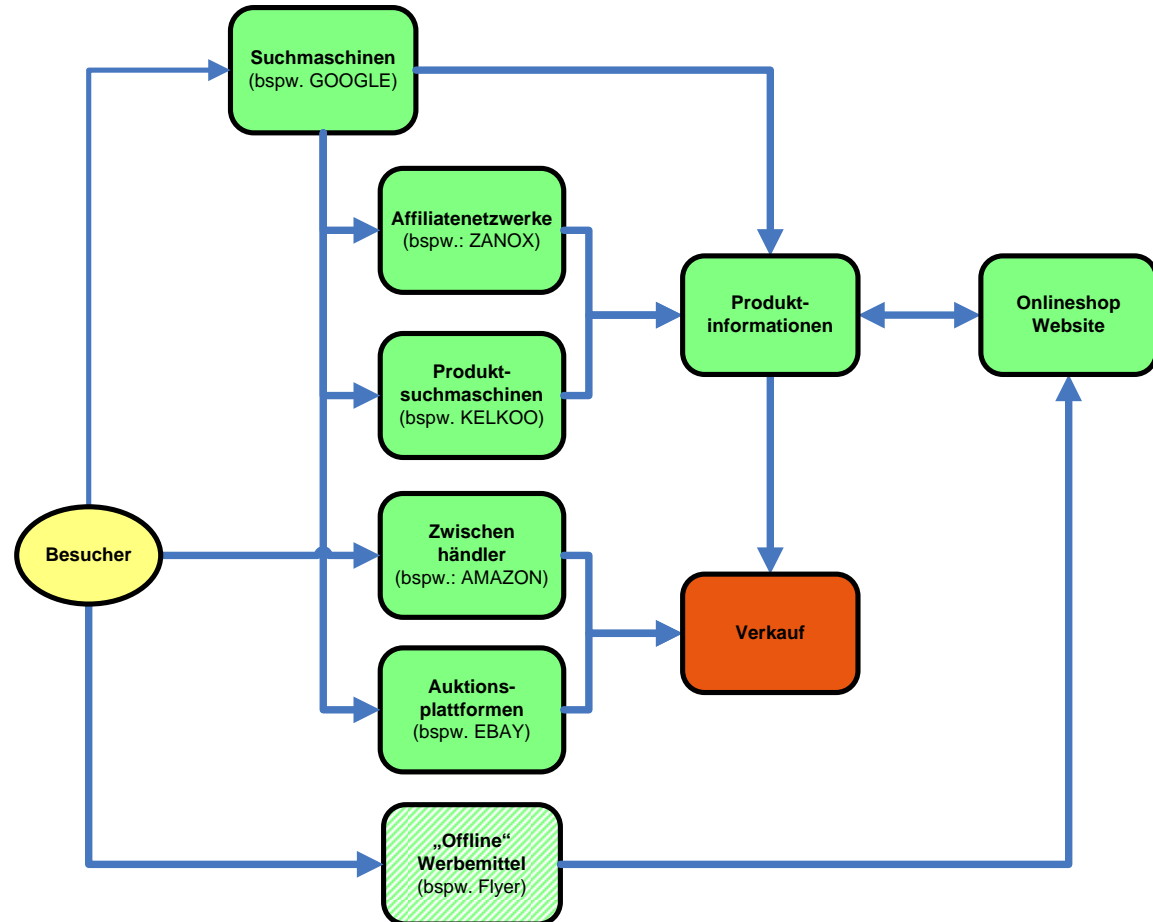 Suchmaschinen
(bspw. GOOGLE)
Affiliatenetzwerke
(bspw.: ZANOX)
Produkt-
informationen
Onlineshop
Website
Produkt-
suchmaschinen
(bspw. KELKOO)
Besucher
Zwischen
händler
(bspw.: AMAZON)
Verkauf
Auktions-
plattformen
(bspw. EBAY)
„Offline“
Werbemittel
(bspw. Flyer)